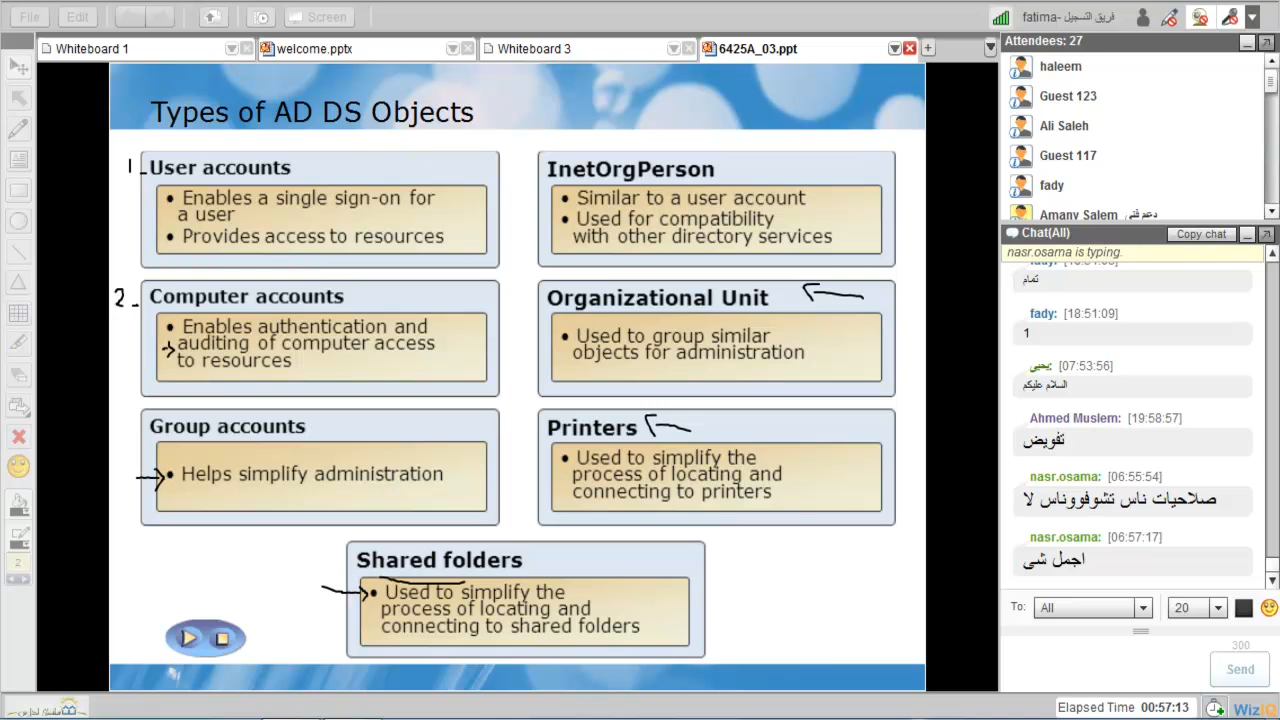 File
Edit
Screen
fatima- فريق التسجيل
Whiteboard 1
welcome.pptx
Whiteboard 3
6425A_03.ppt
Types of AD DS Objects
1-
User accounts
• Enables a single sign-on for
a user
• Provides access to resources
InetOrgPerson
• Similar to a user account
• Used for compatibility
with other directory services
2-
Computer accounts
• Enables authentication and
auditing of computer access
to resources
Organizational Unit
• Used to group similar
objects for administration
Group accounts
• Helps simplify administration
Printers
• Used to simplify the
process of locating and
connecting to printers
Shared folders
• Used to simplify the
process of locating and
connecting to shared folders
2
Attendees: 27
haleem
Guest 123
Ali Saleh
Guest 117
fady
Amany Salem دعم فنى
Chat(All)
Copy chat
nasr.osama is typing.
تمام
fady: [18:51:09]
1
يحيى: [07:53:56]
السلام عليكم
Ahmed Muslem: [19:58:57]
تفويض
nasr.osama: [06:55:54]
صلاحيات ناس تشوفووناس لا
nasr.osama: [06:57:17]
اجمل شى
To:
All
20
300
Send
Elapsed Time 00:57:13
WizIQ